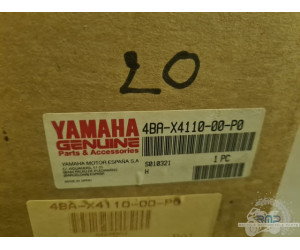 20
YAMAHA
GENUINE
Parts & Accessories
YAMAHA MOTOR ESPAÑA S.A.
4BA-X4110-00-P0
S010321
1 PC
4BA-X4110-00-P0
RMP